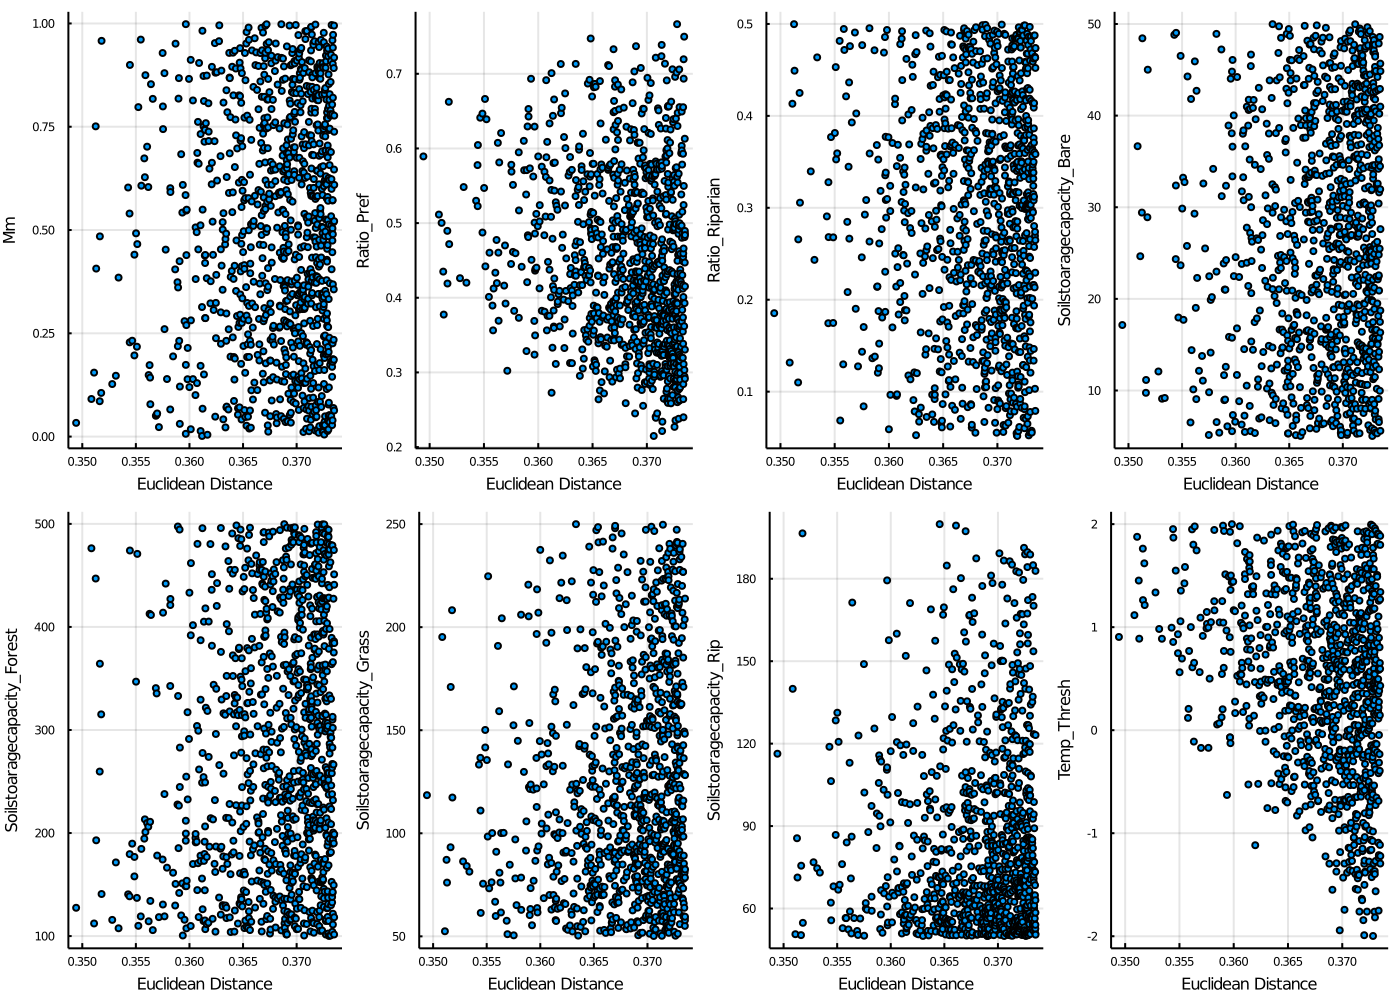 Mm
1.00
0.75
0.50
0.25
0.00
0.350 0.355 0.360 0.365 0.370
Euclidean Distance
Ratio_Pref
0.7
0.6
0.5
0.4
0.3
0.2
0.350 0.355 0.360 0.365 0.370
Euclidean Distance
Ratio_Riparian
0.5
0.4
0.3
0.2
0.1
0.350 0.355 0.360 0.365 0.370
Euclidean Distance
Soilstoaragecapacity_Bare
50
40
30
20
10
0.350 0.355 0.360 0.365 0.370
Euclidean Distance
Soilstoaragecapacity_Forest
500
400
300
200
100
0.350 0.355 0.360 0.365 0.370
Euclidean Distance
Soilstoaragecapacity_Grass
250
200
150
100
50
0.350 0.355 0.360 0.365 0.370
Euclidean Distance
Soilstoaragecapacity_Rip
180
150
120
90
60
0.350 0.355 0.360 0.365 0.370
Euclidean Distance
Temp_Thresh
2
1
0
-1
-2
0.350 0.355 0.360 0.365 0.370
Euclidean Distance